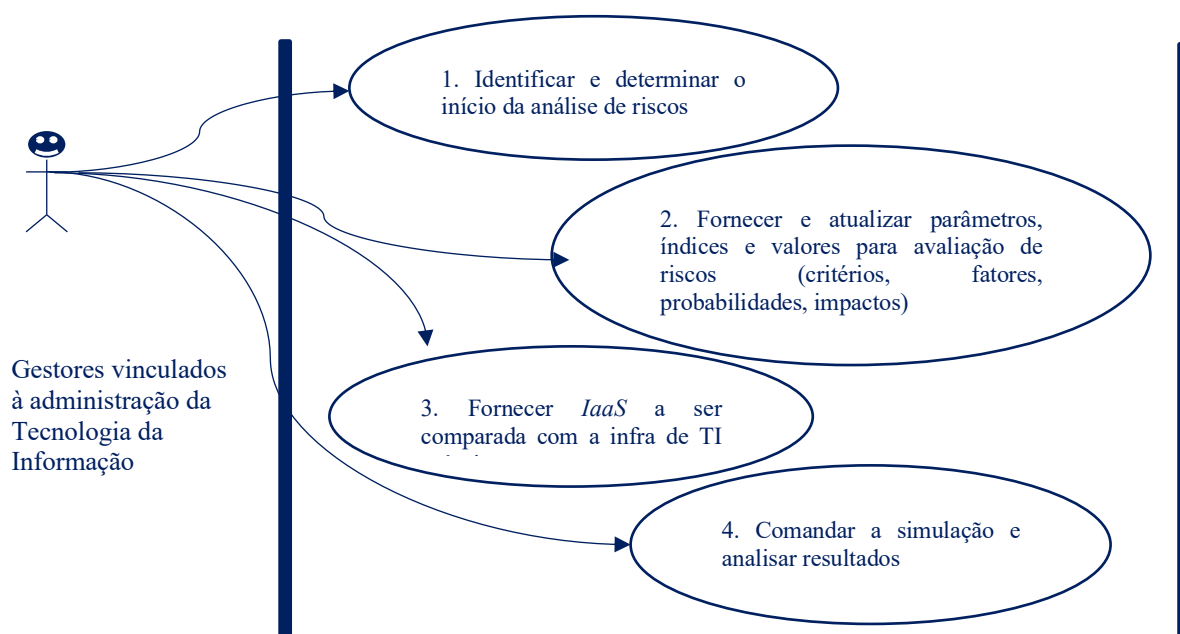 1. Identificar e determinar o
início da análise de riscos
2. Fornecer e atualizar parâmetros,
índices e valores para avaliação de
riscos (critérios, fatores,
probabilidades, impactos)
Gestores vinculados
à administração da
Tecnologia da
Informação
3. Fornecer IaaS a ser
comparada com a infra de TI
4. Comandar a simulação e
analisar resultados